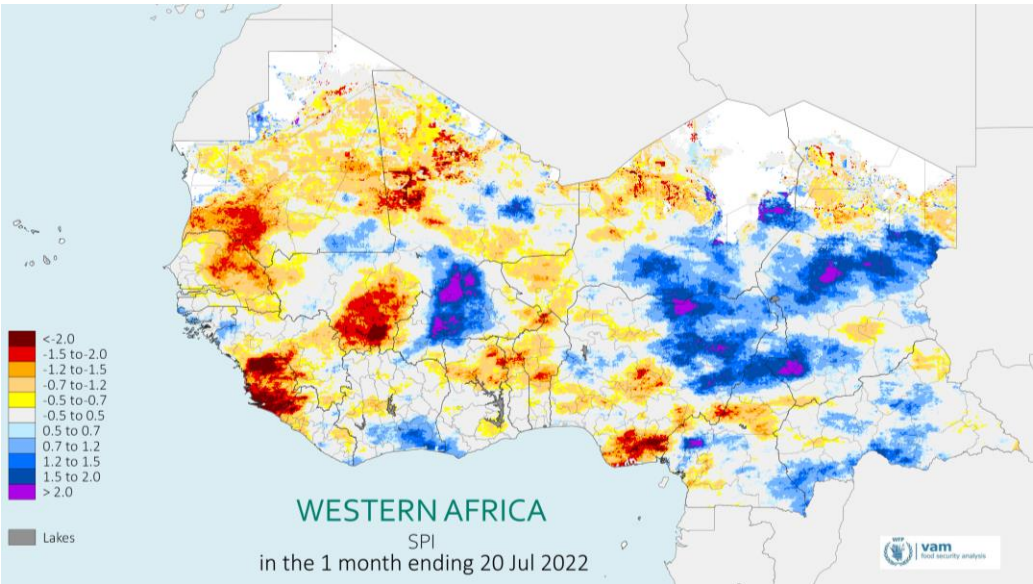 <-2.0
-1.5 to-2.0
-1.2 to-1.5
-0.7 to-1.2
-0.5 to-0.7
-0.5 to 0.5
0.5 to 0.7
0.7 to 1.2
1.2 to 1.5
1.5 to 2.0
> 2.0
Lakes
WESTERN AFRICA
SPI
in the 1 month ending 20 Jul 2022
WFP
vam
food security analysis